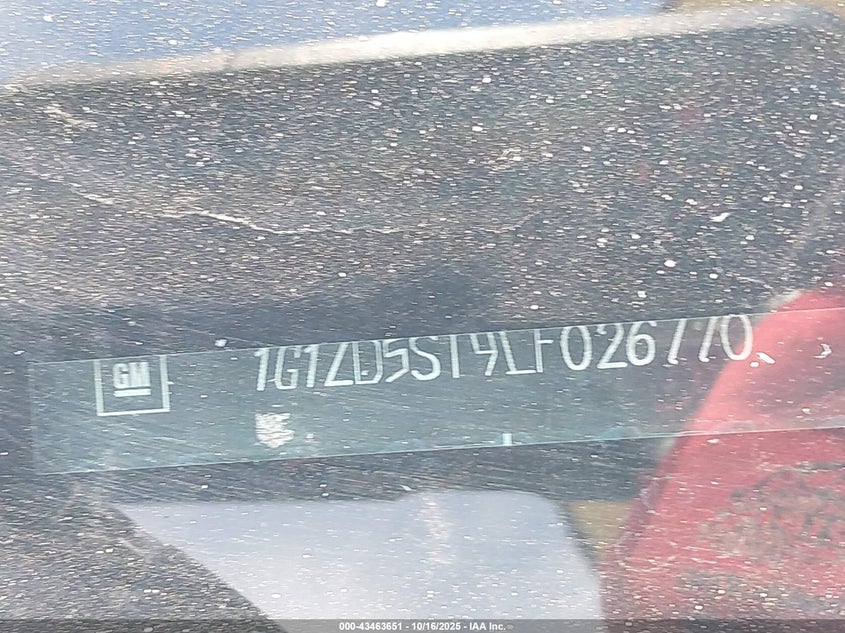 GM 1G1ZD5ST9LF026770
000-43463651 - 10/16/2025 - IAA Inc.